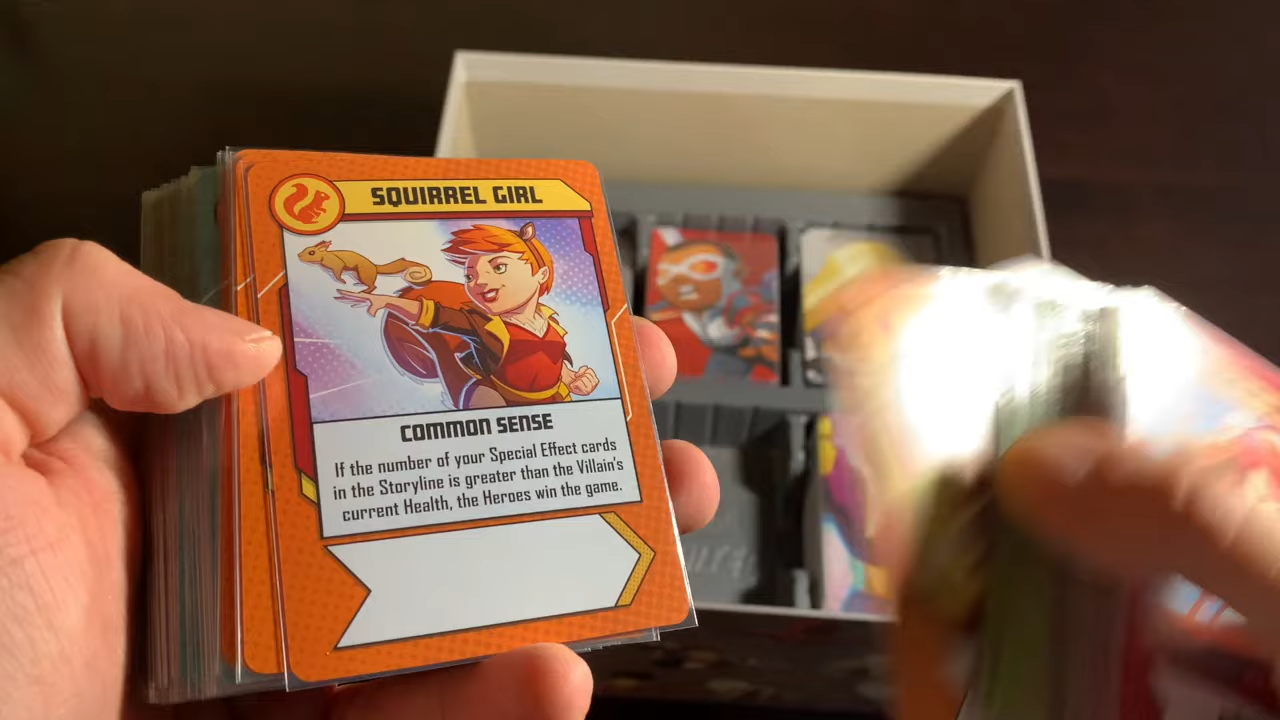 SQUIRREL GIRL
COMMON SENSE
If the number of your Special Effect cards
in the Storyline is greater than the Villain's
current Health, the Heroes win the game.